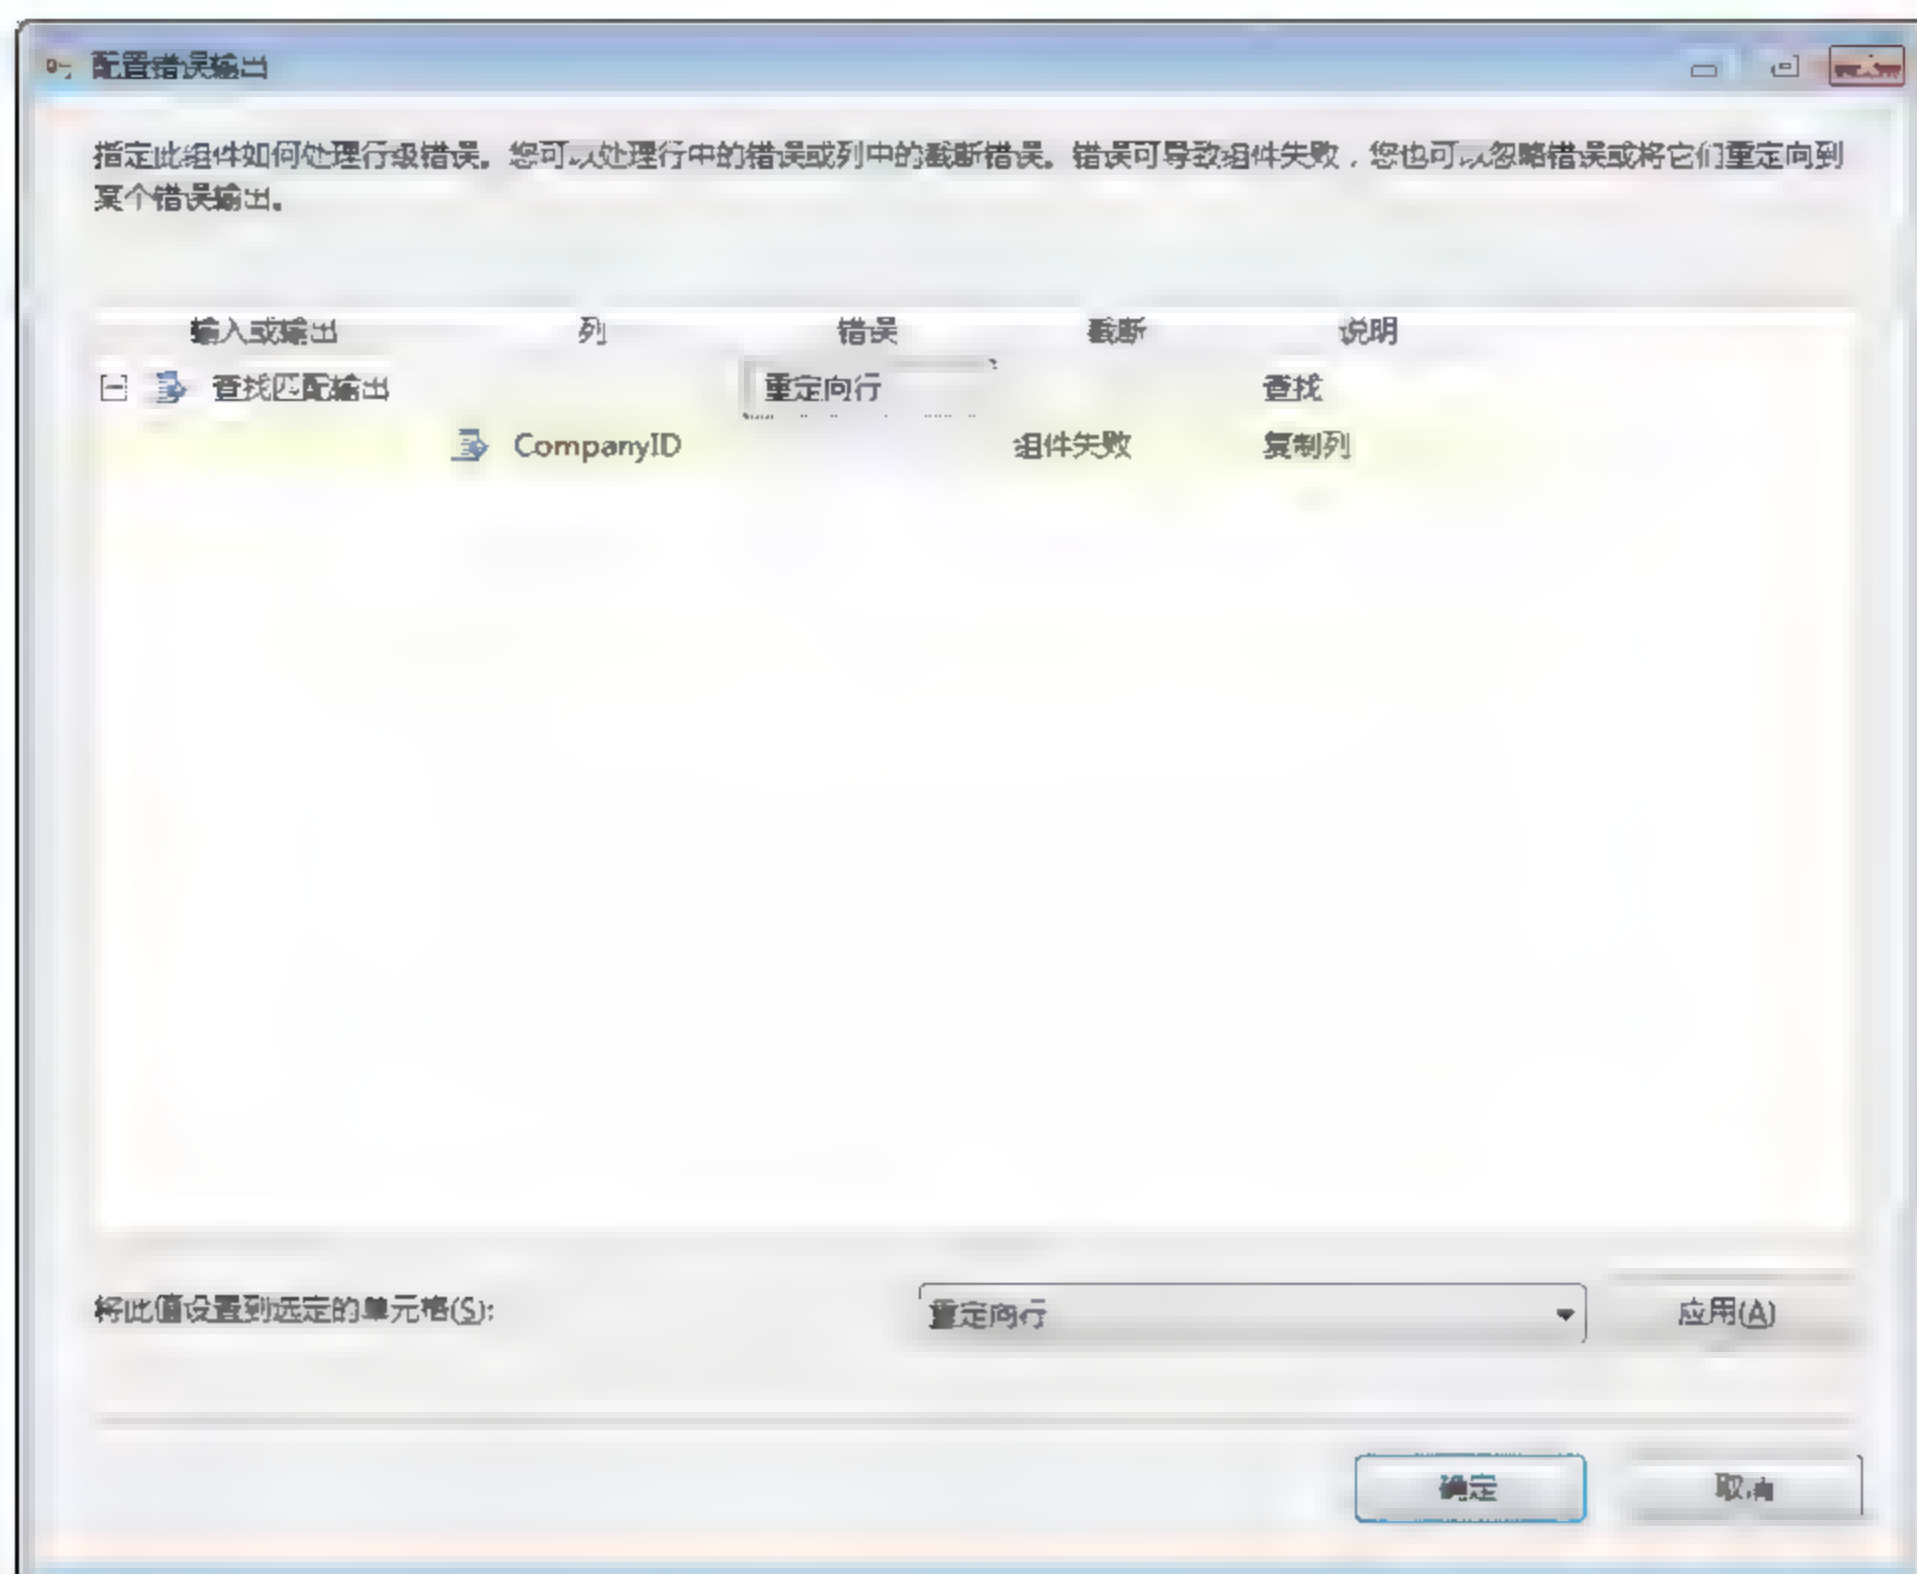 配置错误输出
指定此组件如何处理行级错误。您可以处理行中的错误或列中的截断错误。错误可导致组件失败，您也可以忽略错误或将它们重定向到
某个错误输出。
输入或输出 列 错误 截断 说明
查找匹配输出 重定向行 查找
CompanyID 组件失败 复制列
将此值设置到选定的单元格(S): 重定向行 应用(A)
确定 取消